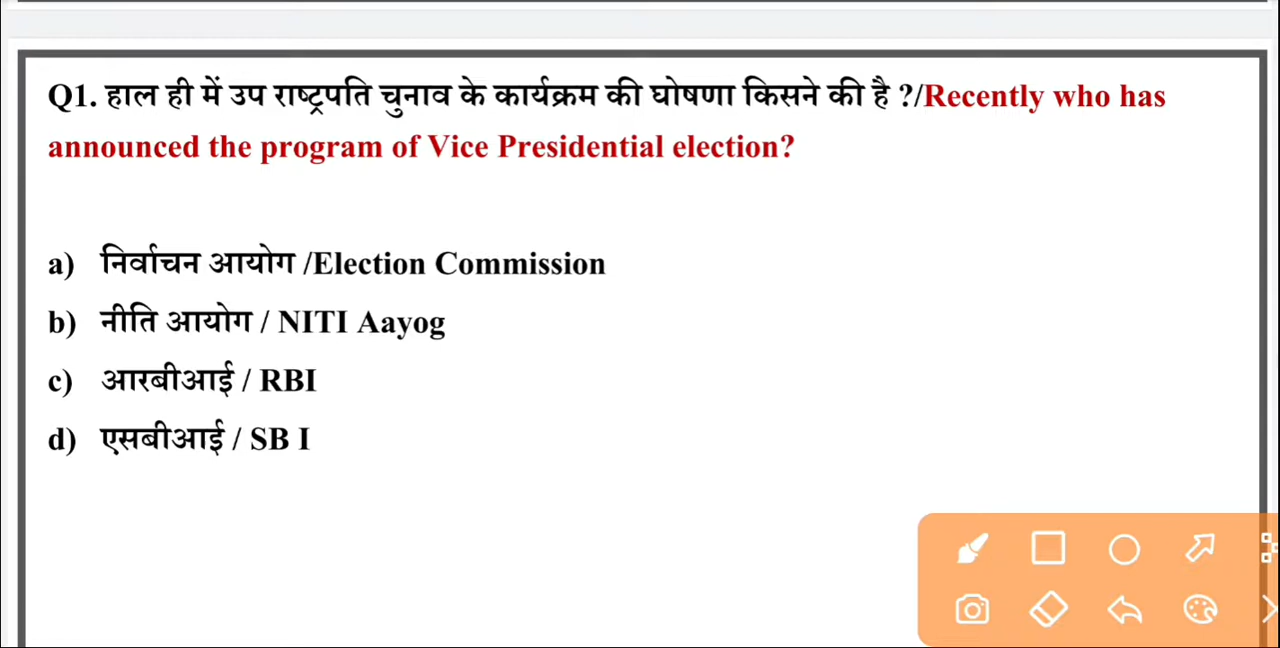 Q1. हाल ही में उप राष्ट्रपति चुनाव के कार्यक्रम की घोषणा किसने की है ?/Recently who has
announced the program of Vice Presidential election?
a) निर्वाचन आयोग /Election Commission
b) नीति आयोग / NITI Aayog
c) आरबीआई / RBI
d) एसबीआई / SB I